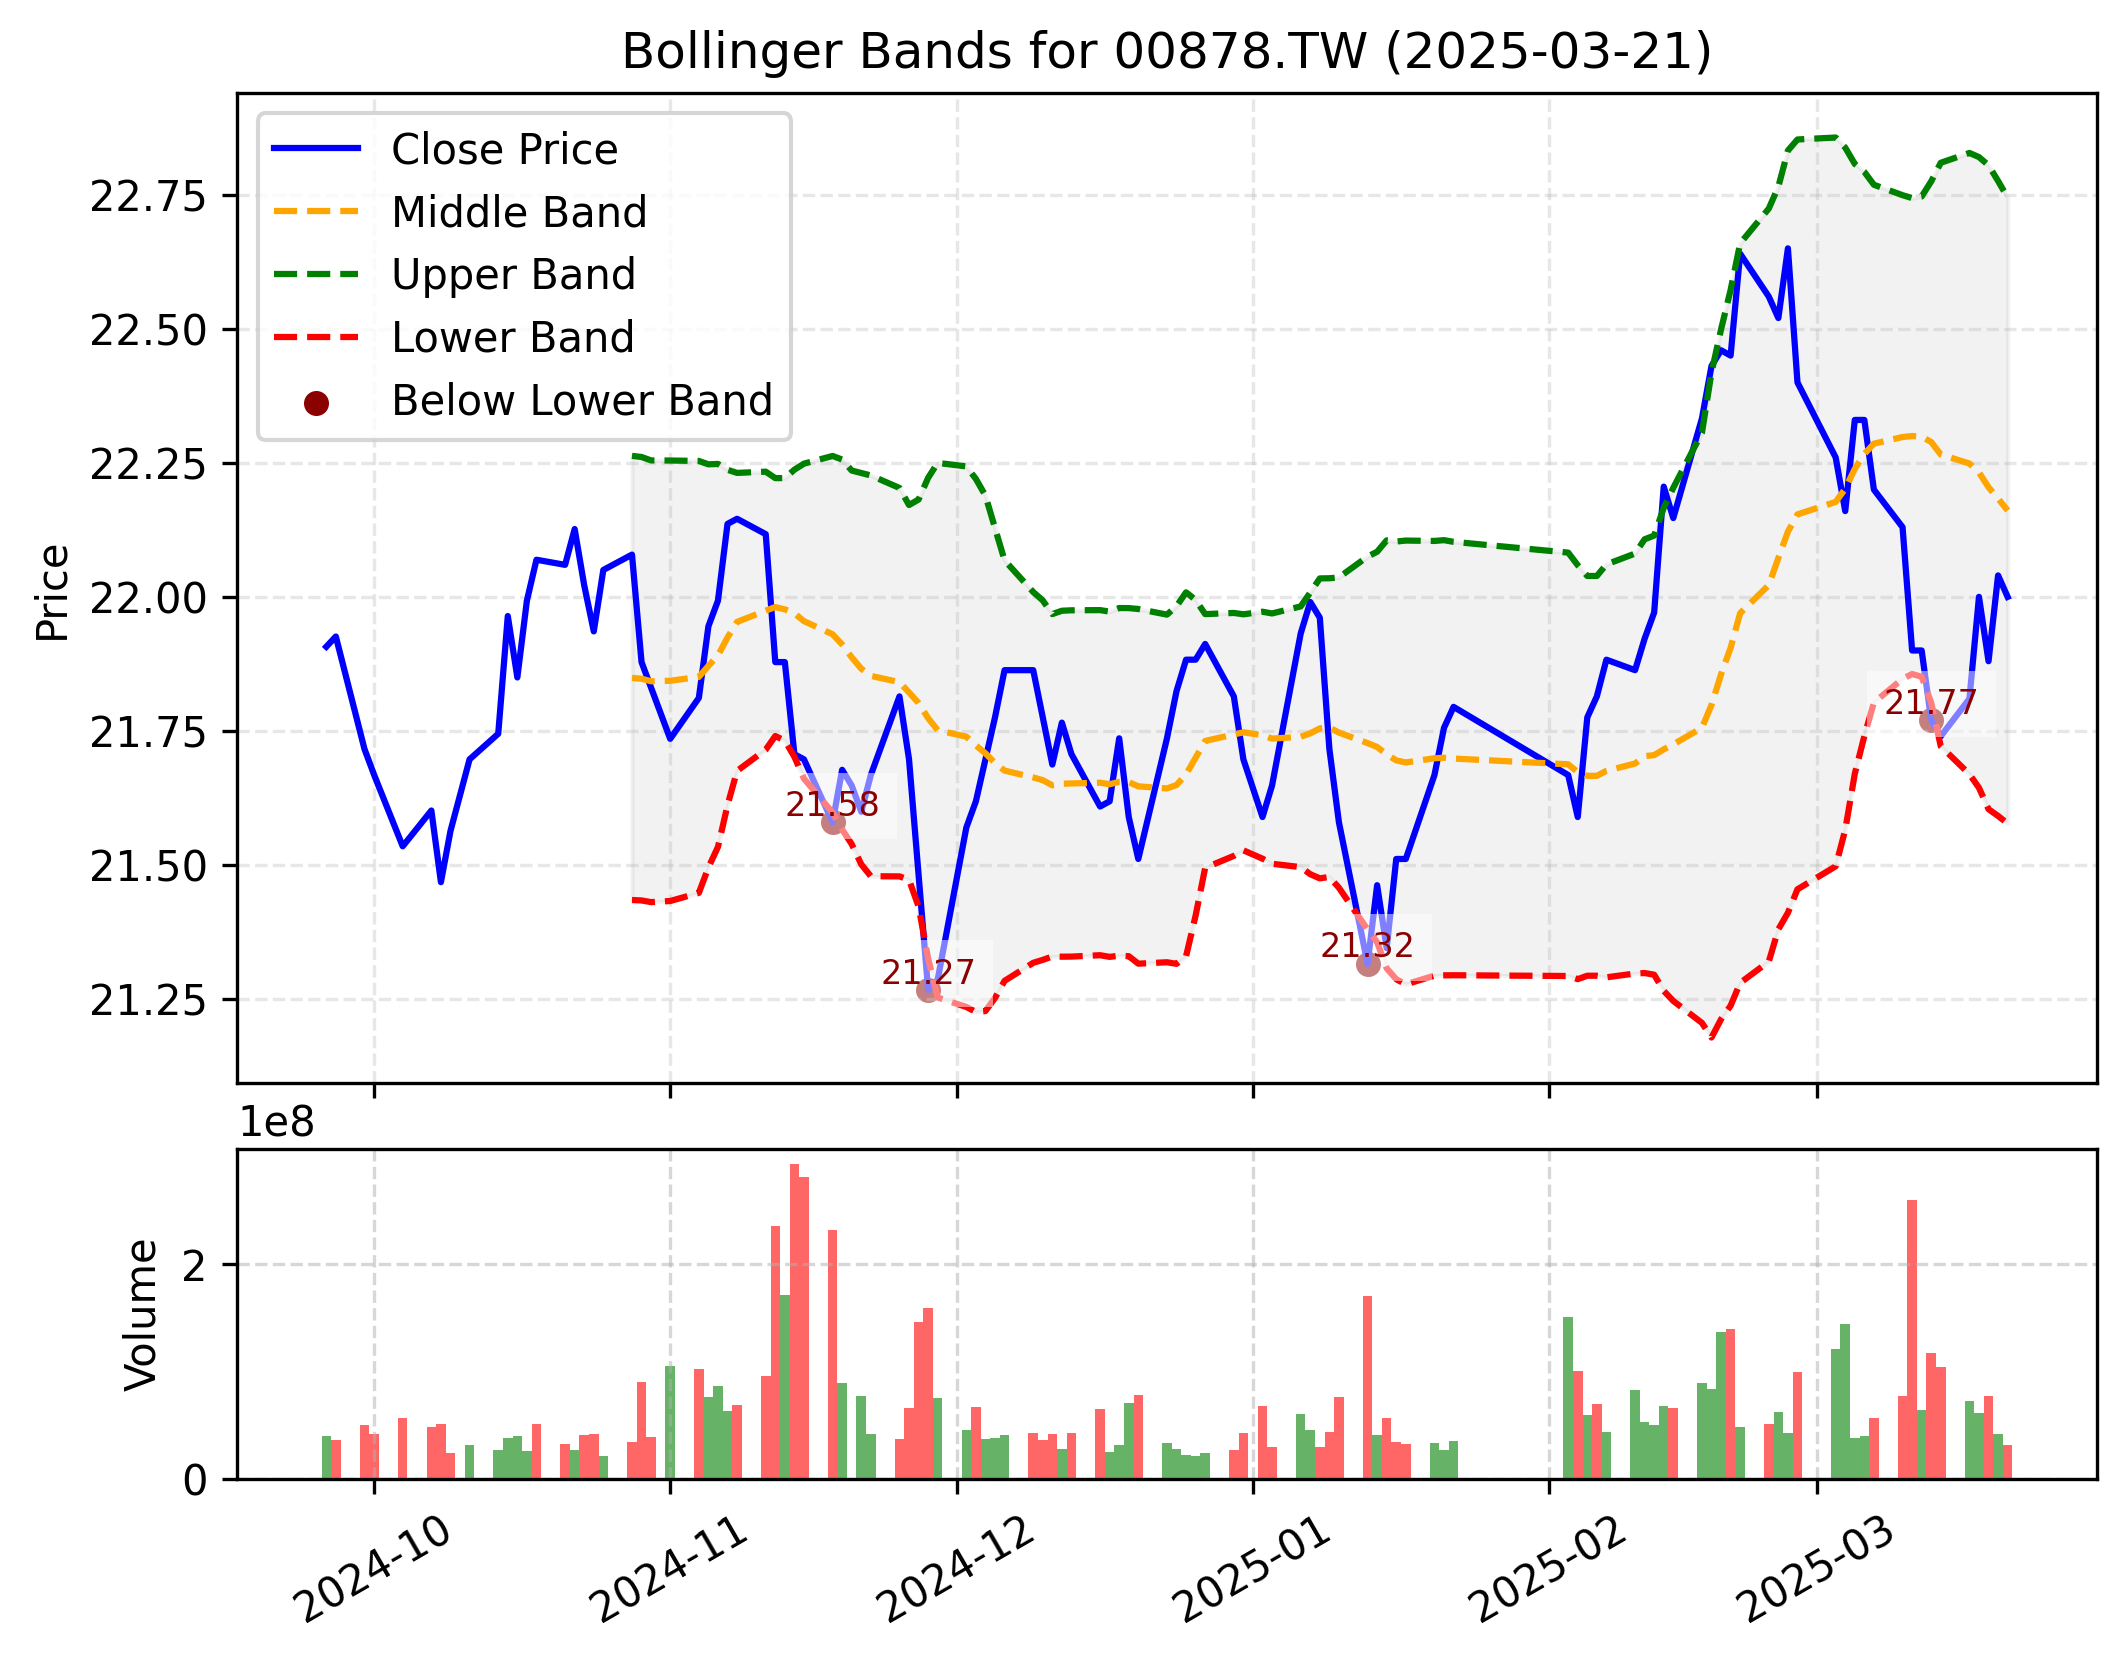 Bollinger Bands for 00878.TW (2025-03-21)
Close Price
Middle Band
Upper Band
Lower Band
Below Lower Band
Price
22.75
22.50
22.25
22.00
21.75
21.50
21.25
21.58
21.27
21.32
21.77
1e8
Volume
2
0
2024-10
2024-11
2024-12
2025-01
2025-02
2025-03